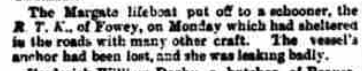 The Margate lifeboat put off to a schooner, the
R. T. K., of Fowey, on Monday which had sheltered
in the roads with many other craft. The vessel's
anchor had been lost, and she was leaking badly.